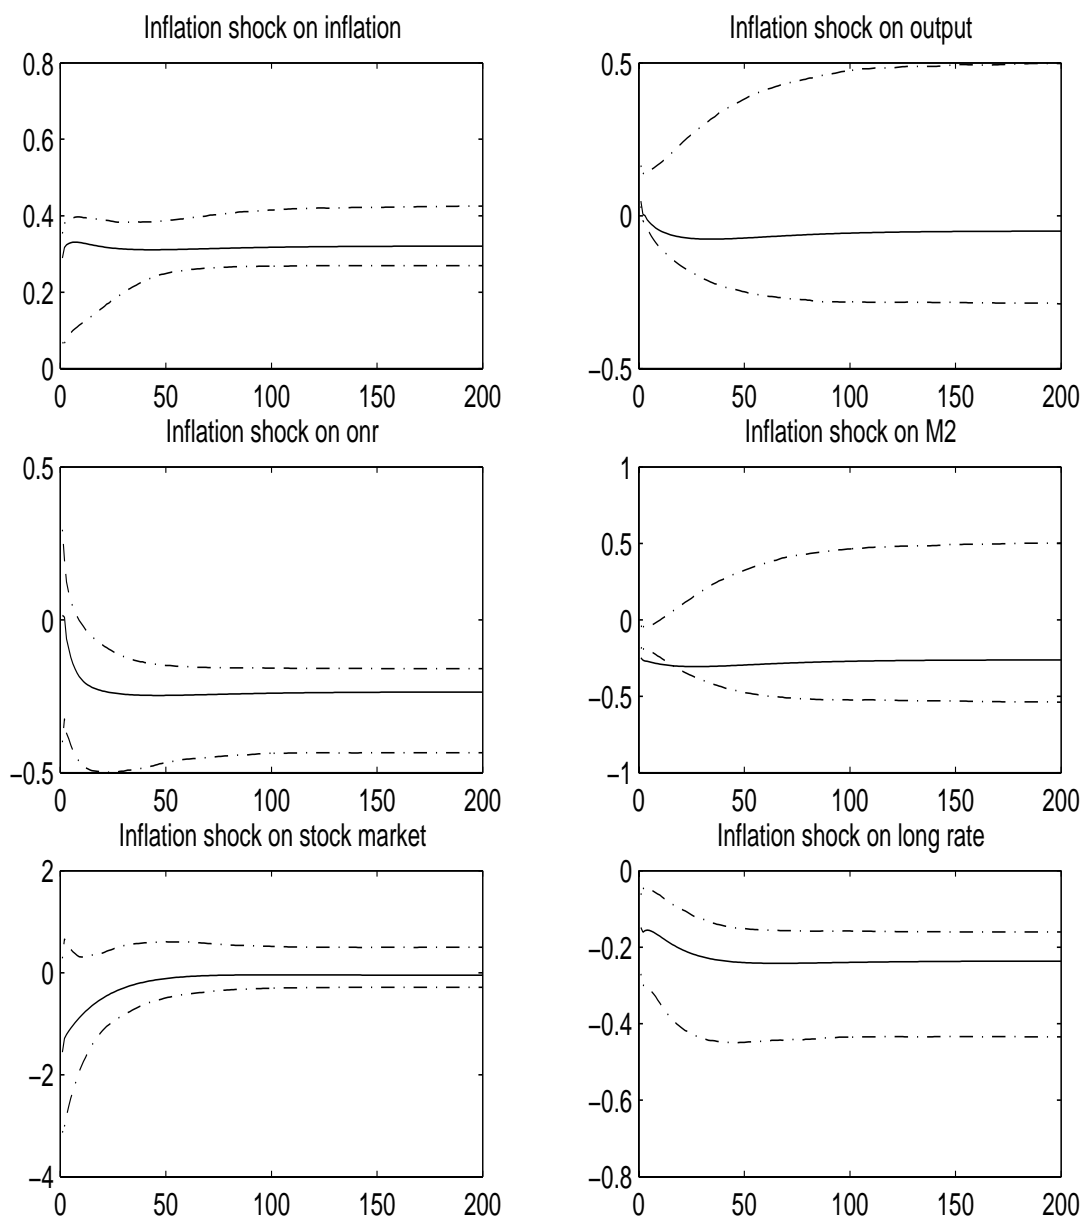 Inflation shock on inflation
0.8
0.6
0.4
0.2
0
0 50 100 150 200
Inflation shock on output
0.5
0
−0.5
0 50 100 150 200
Inflation shock on onr
0.5
0
−0.5
0 50 100 150 200
Inflation shock on M2
1
0.5
0
−0.5
−1
0 50 100 150 200
Inflation shock on stock market
2
0
−2
−4
0 50 100 150 200
Inflation shock on long rate
0
−0.2
−0.4
−0.6
−0.8
0 50 100 150 200